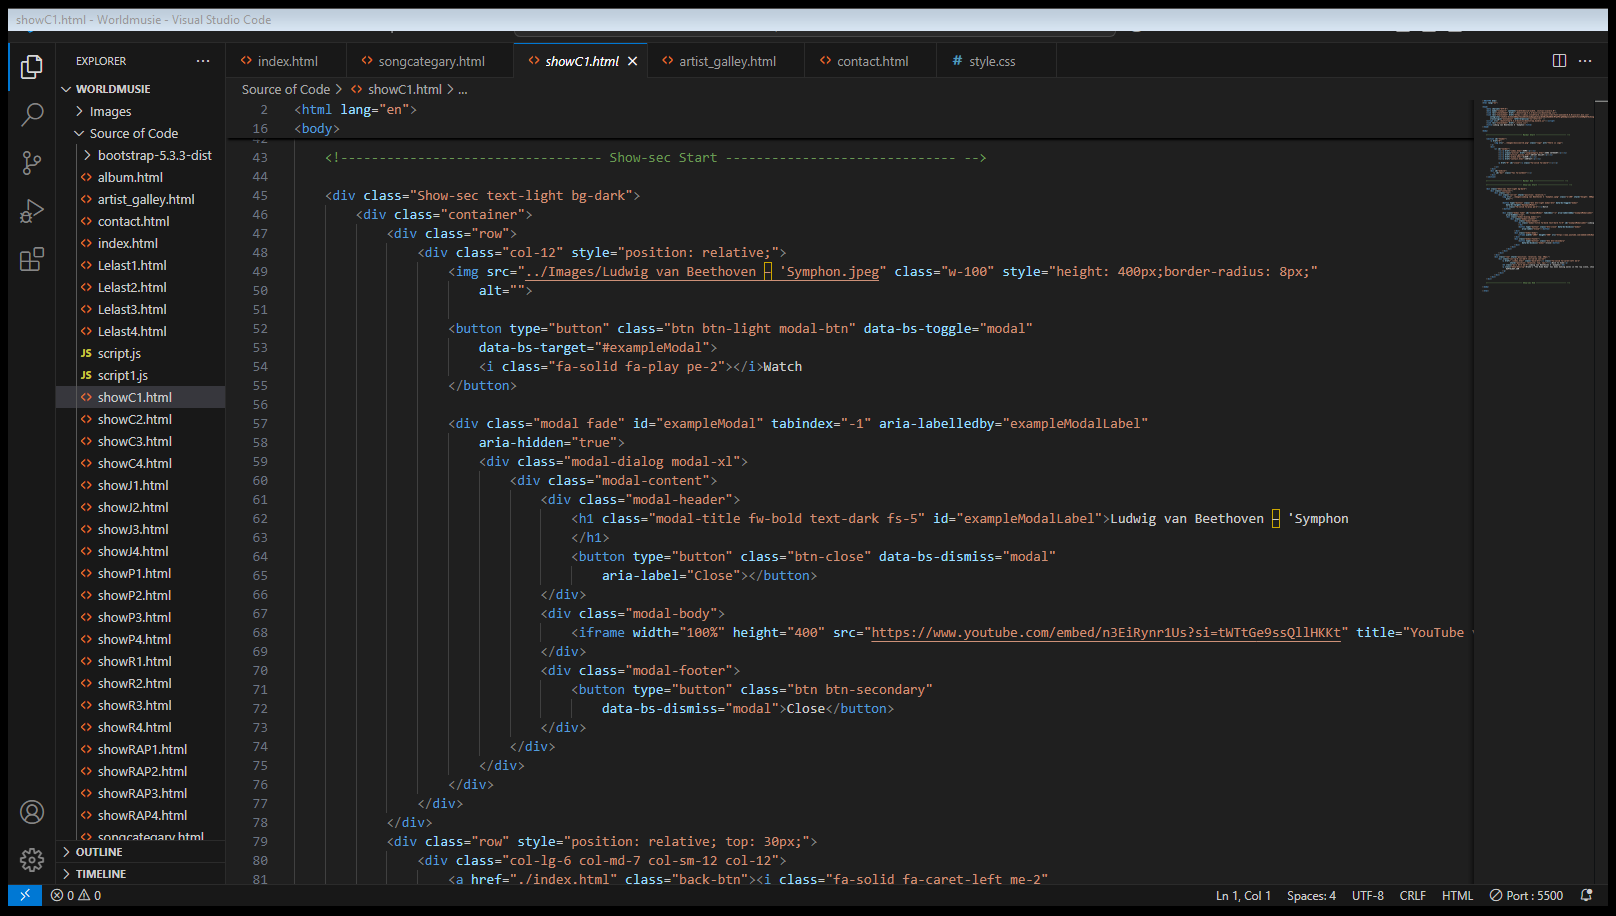 showC1.html - Worldmusie - Visual Studio Code
EXPLORER
WORLDMUSIE
Images
Source of Code
bootstrap-5.3.3-dist
album.html
artist_galley.html
contact.html
index.html
Lelast1.html
Lelast2.html
Lelast3.html
Lelast4.html
JS script.js
JS script1.js
showC1.html
showC2.html
showC3.html
showC4.html
showJ1.html
showJ2.html
showJ3.html
showJ4.html
showP1.html
showP2.html
showP3.html
showP4.html
showR1.html
showR2.html
showR3.html
showR4.html
showRAP1.html
showRAP2.html
showRAP3.html
showRAP4.html
songcategary.html
OUTLINE
TIMELINE
index.html songcategary.html showC1.html artist_galley.html contact.html # style.css
Source of Code > showC1.html > ...
2 <html lang="en">
16 <body>
42
43 <!---------------------------------- Show-sec Start ------------------------------ -->
44
45 <div class="Show-sec text-light bg-dark">
46 <div class="container">
47 <div class="row">
48 <div class="col-12" style="position: relative;">
49 <img src="../Images/Ludwig van Beethoven – 'Symphon.jpeg" class="w-100" style="height: 400px;border-radius: 8px;"
50 alt="">
51
52 <button type="button" class="btn btn-light modal-btn" data-bs-toggle="modal"
53 data-bs-target="#exampleModal">
54 <i class="fa-solid fa-play pe-2"></i>Watch
55 </button>
56
57 <div class="modal fade" id="exampleModal" tabindex="-1" aria-labelledby="exampleModalLabel"
58 aria-hidden="true">
59 <div class="modal-dialog modal-xl">
60 <div class="modal-content">
61 <div class="modal-header">
62 <h1 class="modal-title fw-bold text-dark fs-5" id="exampleModalLabel">Ludwig van Beethoven – 'Symphon
63 </h1>
64 <button type="button" class="btn-close" data-bs-dismiss="modal"
65 aria-label="Close"></button>
66 </div>
67 <div class="modal-body">
68 <iframe width="100%" height="400" src="https://www.youtube.com/embed/n3EiRynr1Us?si=tWTtGe9ssQllHKKt" title="YouTube
69 </div>
70 <div class="modal-footer">
71 <button type="button" class="btn btn-secondary"
72 data-bs-dismiss="modal">Close</button>
73 </div>
74 </div>
75 </div>
76 </div>
77 </div>
78 </div>
79 <div class="row" style="position: relative; top: 30px;">
80 <div class="col-lg-6 col-md-7 col-sm-12 col-12">
81 <a href="./index.html" class="back-btn"><i class="fa-solid fa-caret-left me-2"
0 0
Ln 1, Col 1 Spaces: 4 UTF-8 CRLF HTML Port : 5500